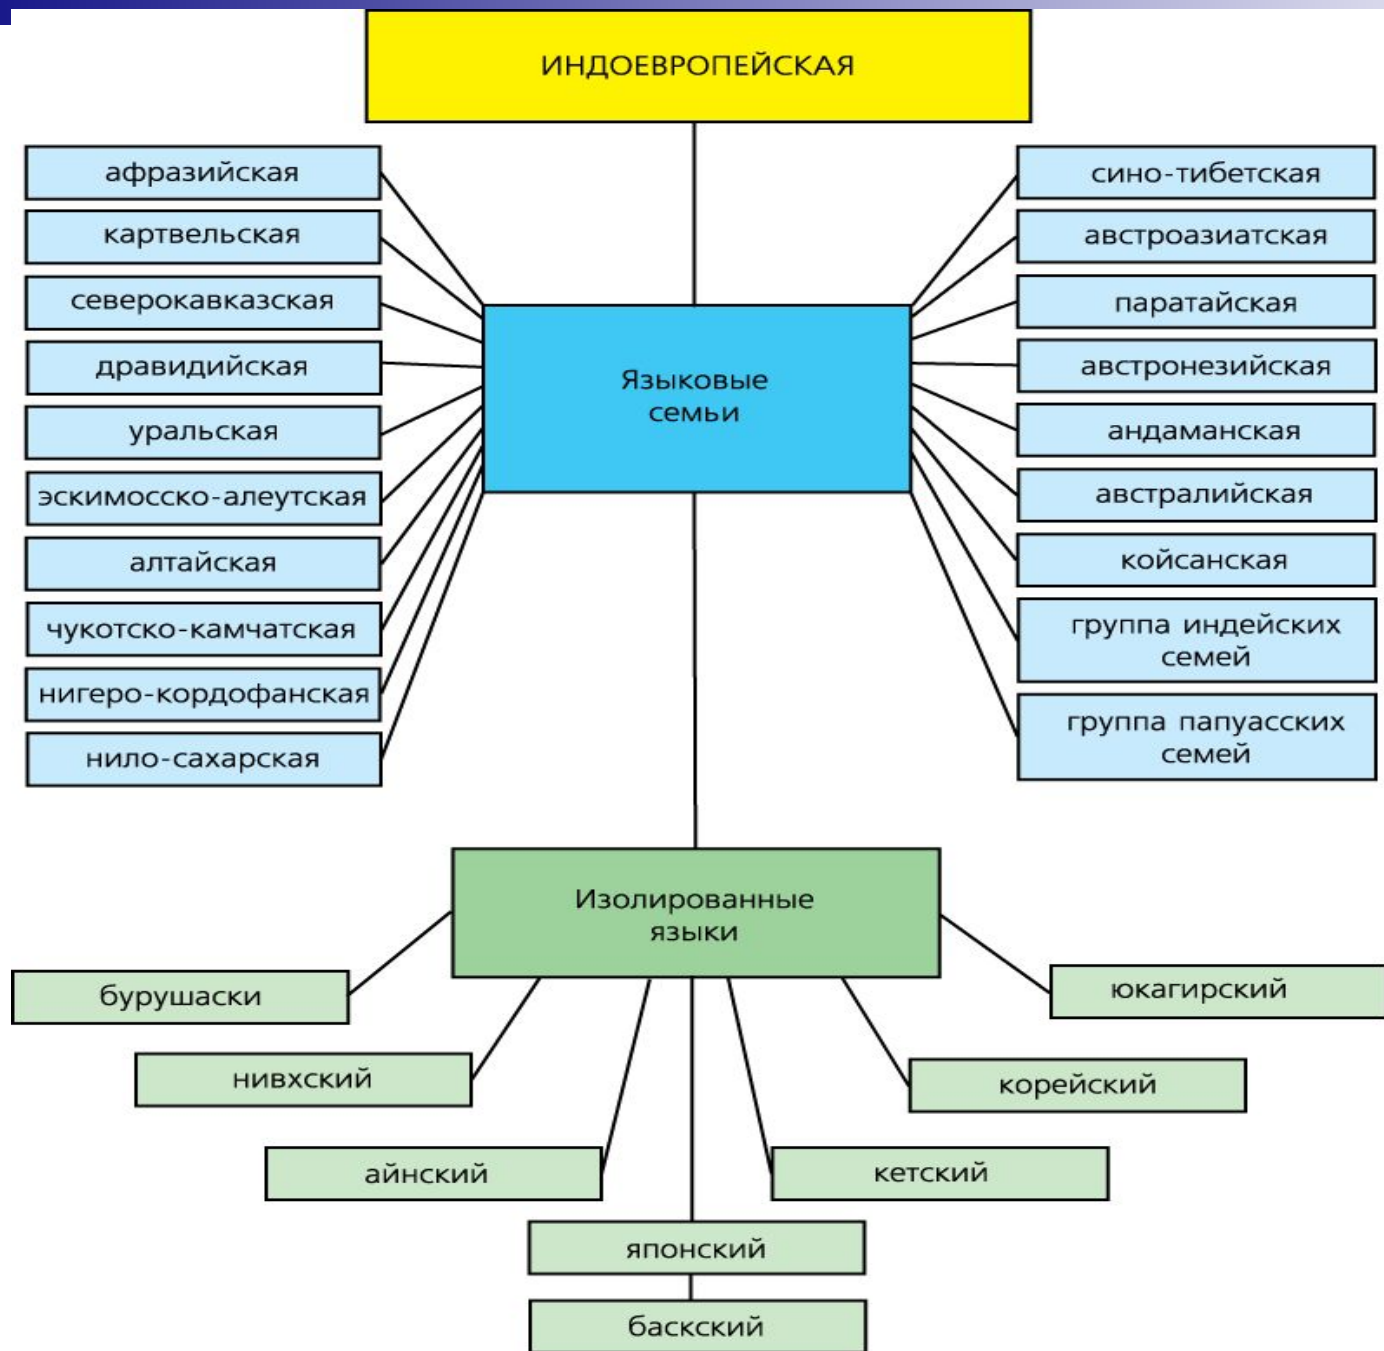 ИНДОЕВРОПЕЙСКАЯ
афразийская
картвельская
северокавказская
дравидийская
уральская
эскимосско-алеутская
алтайская
чукотско-камчатская
нигеро-кордофанская
нило-сахарская
Языковые
семьи
сино-тибетская
австроазиатская
паратайская
австронезийская
андаманская
австралийская
койсанская
группа индейских
семей
группа папуасских
семей
Изолированные
языки
бурушаски
нивхский
айнский
японский
баскский
кетский
корейский
юкагирский